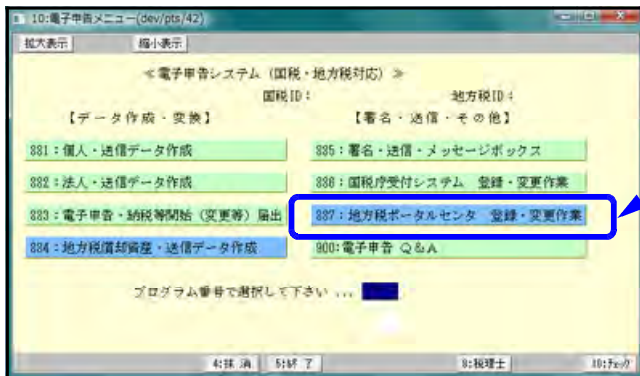 10:電子申告メニュー(dev/pts/42)
拡大表示 縮小表示
≪電子申告システム（国税・地方税対応）≫
国税ID： 地方税ID：
【データ作成・変換】 【署名・送信・その他】
881：個人・送信データ作成 885：署名・送信・メッセージボックス
882：法人・送信データ作成 886：国税庁受付システム 登録・変更作業
883：電子申告・納税等開始（変更等）届出 887：地方税ポータルセンタ 登録・変更作業
884：地方税償却資産・送信データ作成 900：電子申告 Q＆A
プログラム番号で選択して下さい ...
4:抹 消 5:終 了 8:税理士 10:ﾁｪｯｸ